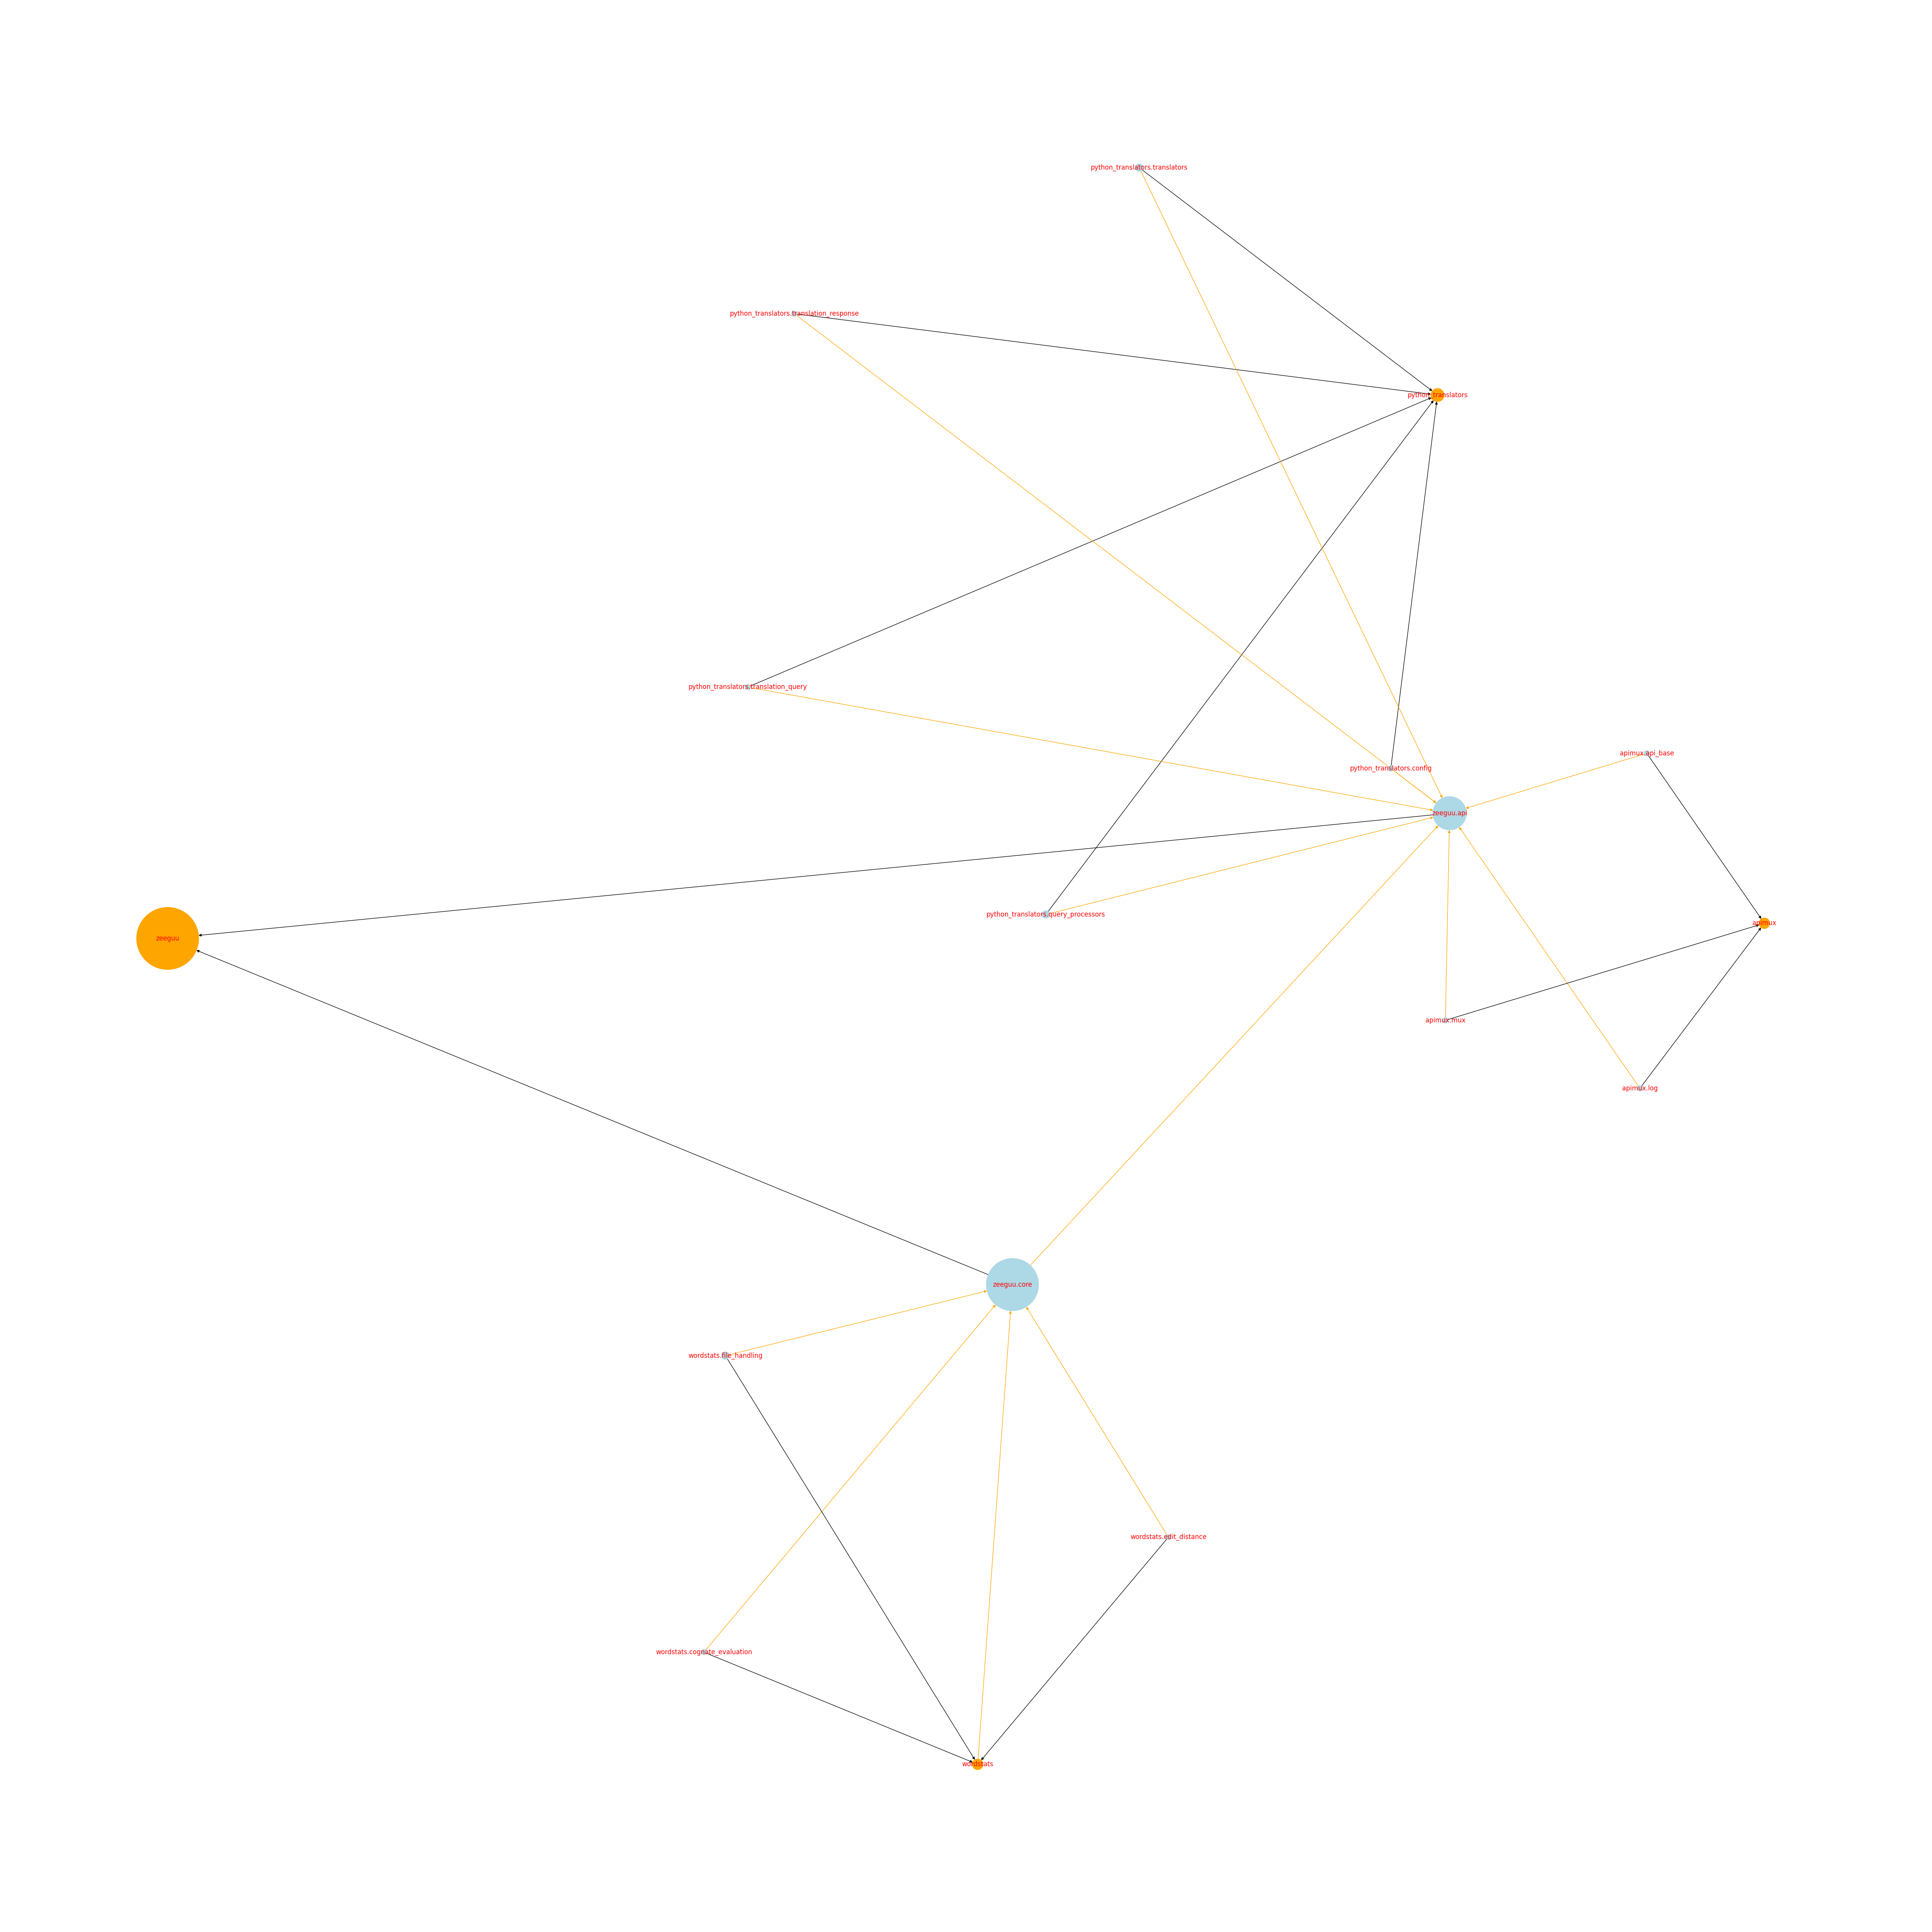 python_translators.translators
python_translators.translation_response
python_translators
python_translators.translation_query
apimux.api_base
python_translators.config
zeeguu.api
python_translators.query_processors
apimux
zeeguu
apimux.mux
apimux.log
zeeguu.core
wordstats.file_handling
wordstats.edit_distance
wordstats.cognate_evaluation
wordstats